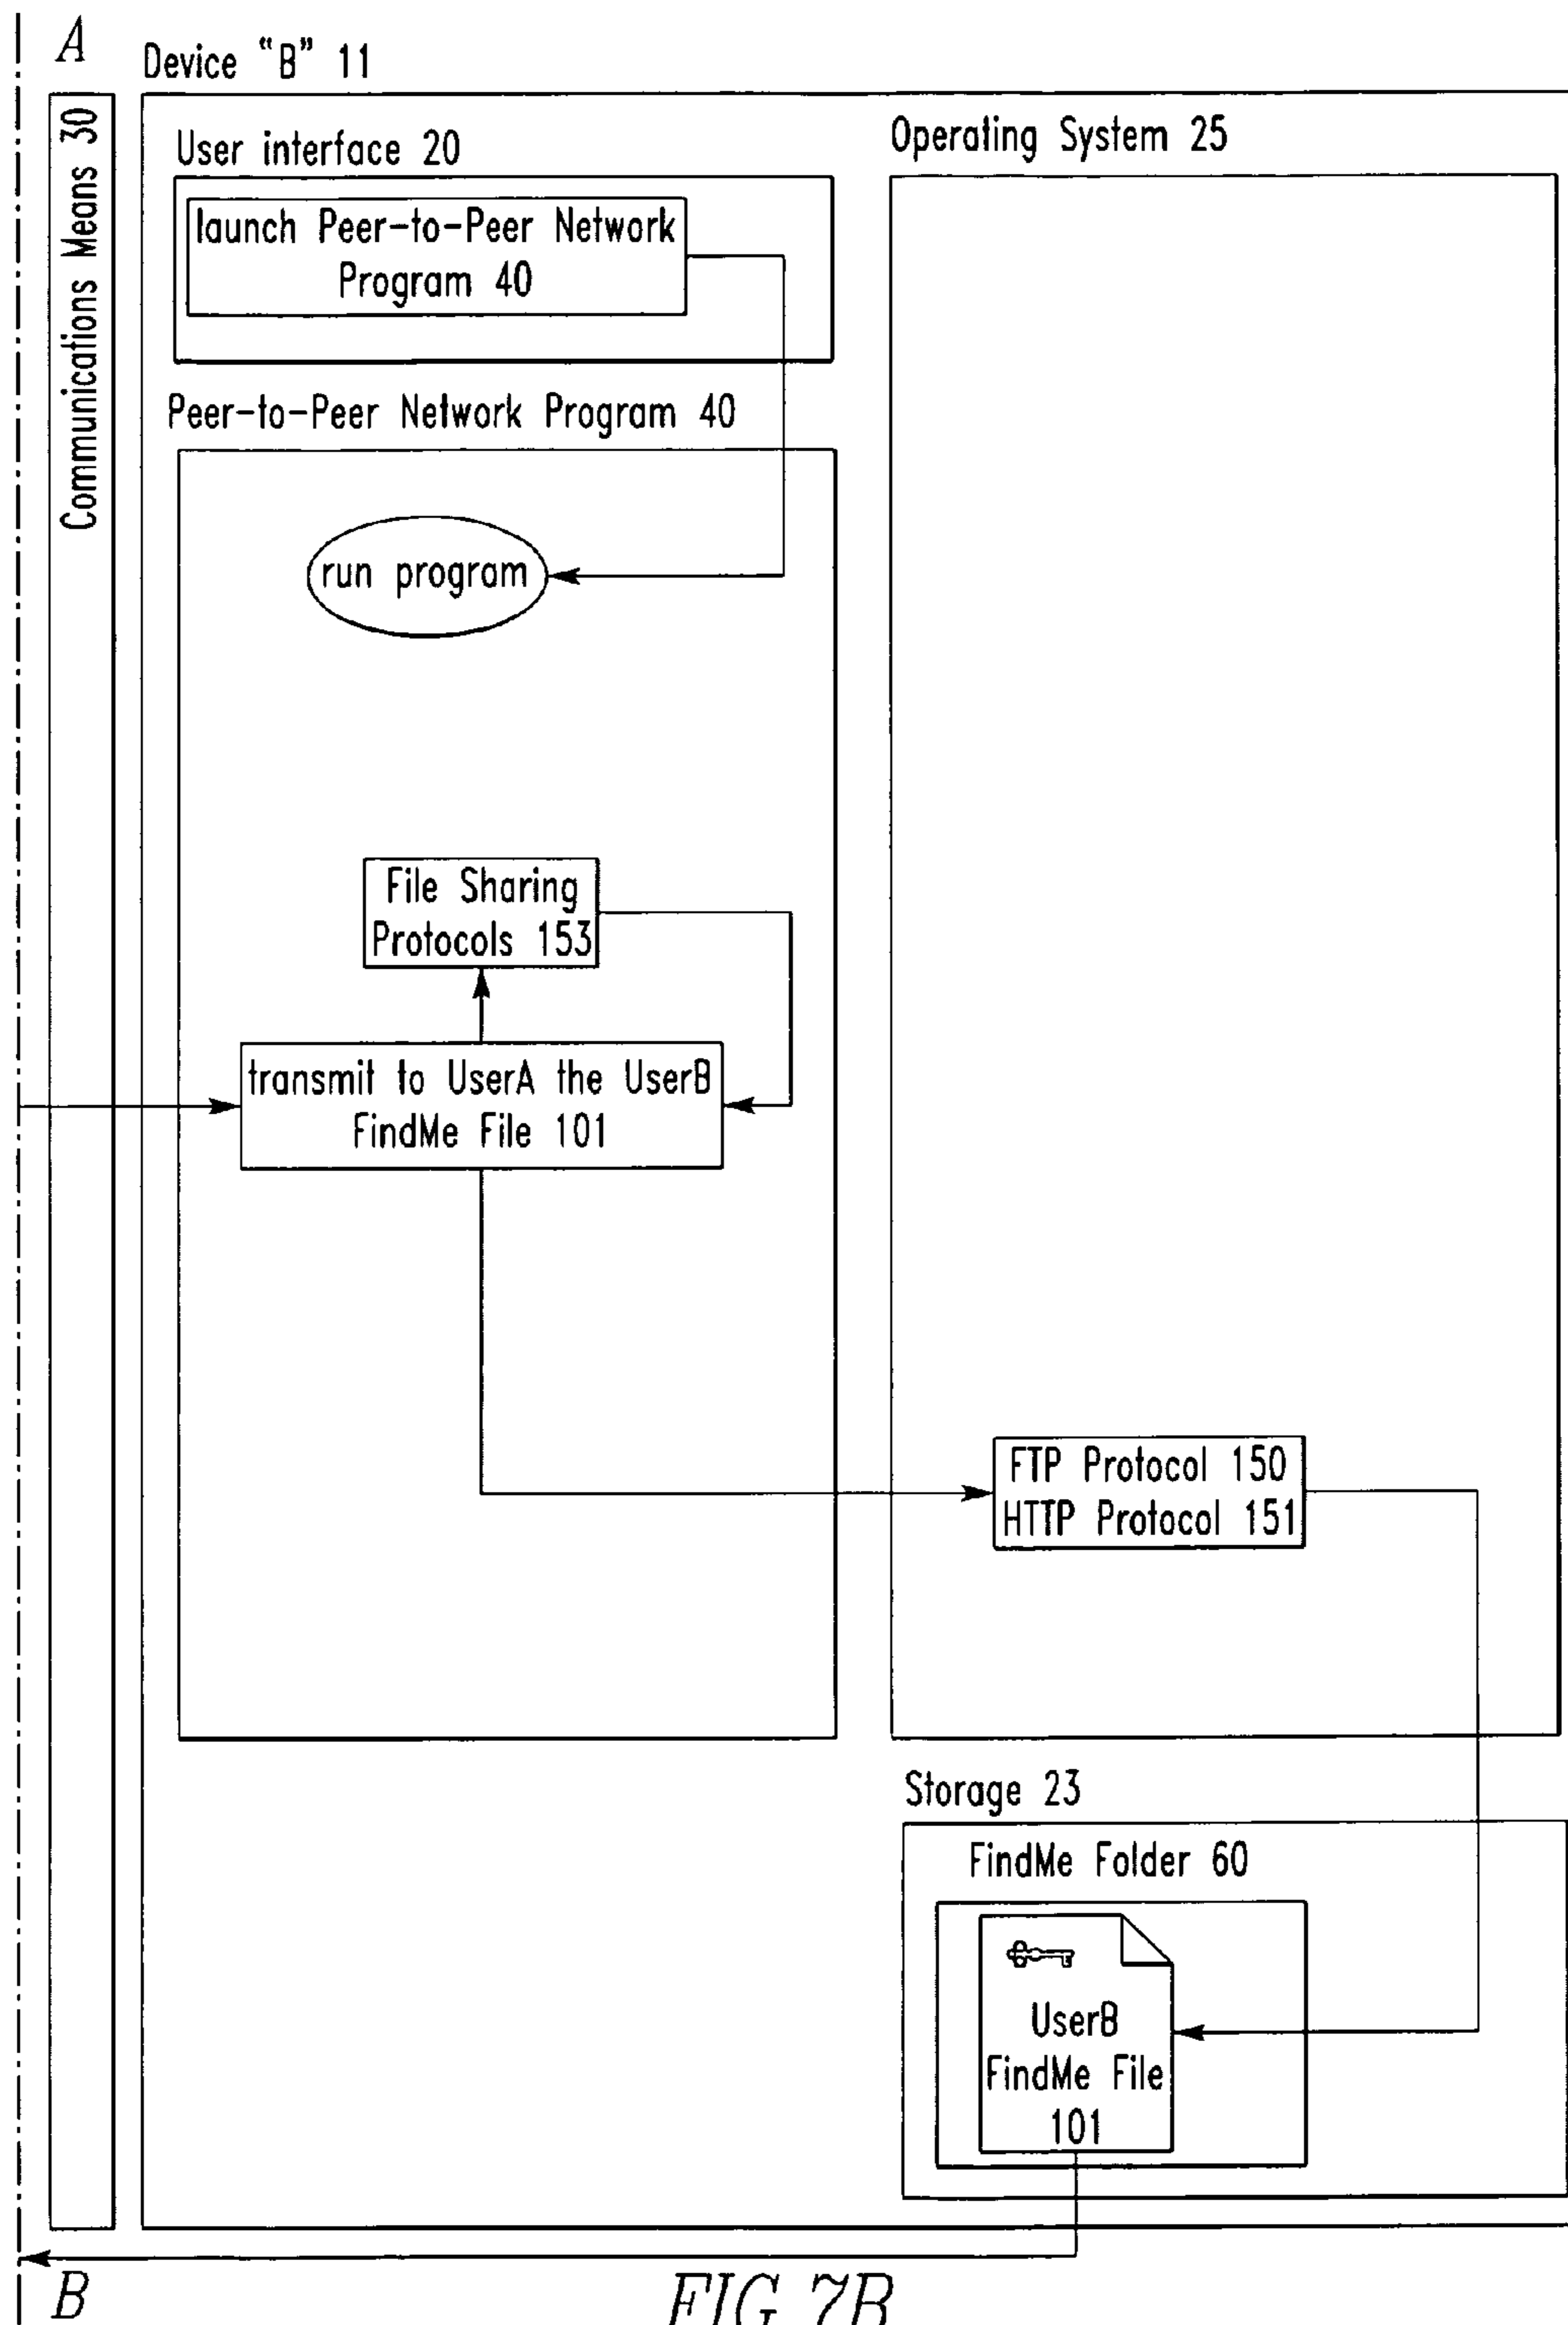 A
Device "B" 11
Communications Means 30
User interface 20
launch Peer-to-Peer Network
Program 40
Operating System 25
Peer-to-Peer Network Program 40
run program
File Sharing
Protocols 153
transmit to UserA the UserB
FindMe File 101
FTP Protocol 150
HTTP Protocol 151
Storage 23
FindMe Folder 60
UserB
FindMe File
101
B
FIG. 7B